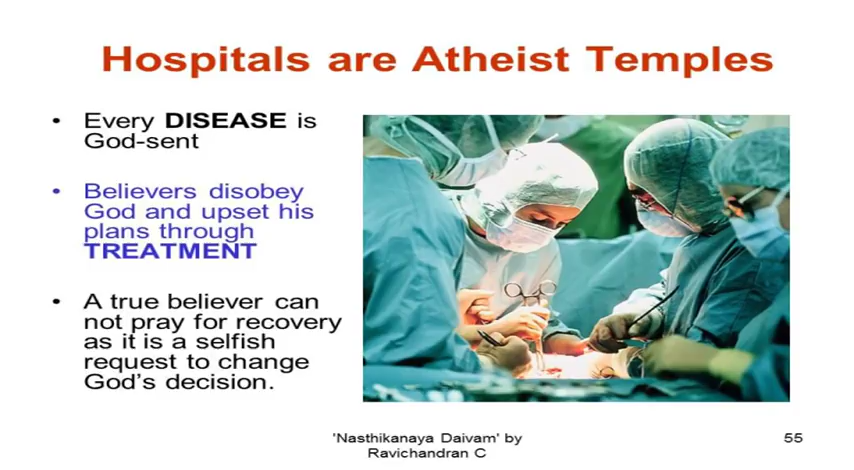 Hospitals are Atheist Temples
• Every DISEASE is
God-sent
• Believers disobey
God and upset his
plans through
TREATMENT
• A true believer can
not pray for recovery
as it is a selfish
request to change
God's decision.
'Nasthikanaya Daivam' by
Ravichandran C
55